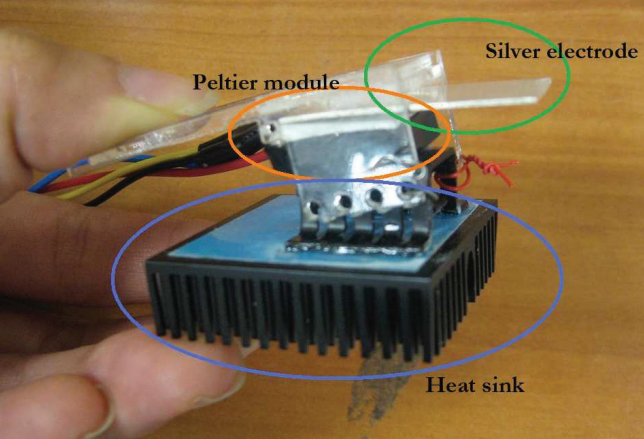 Silver electrode
Peltier module
Heat sink